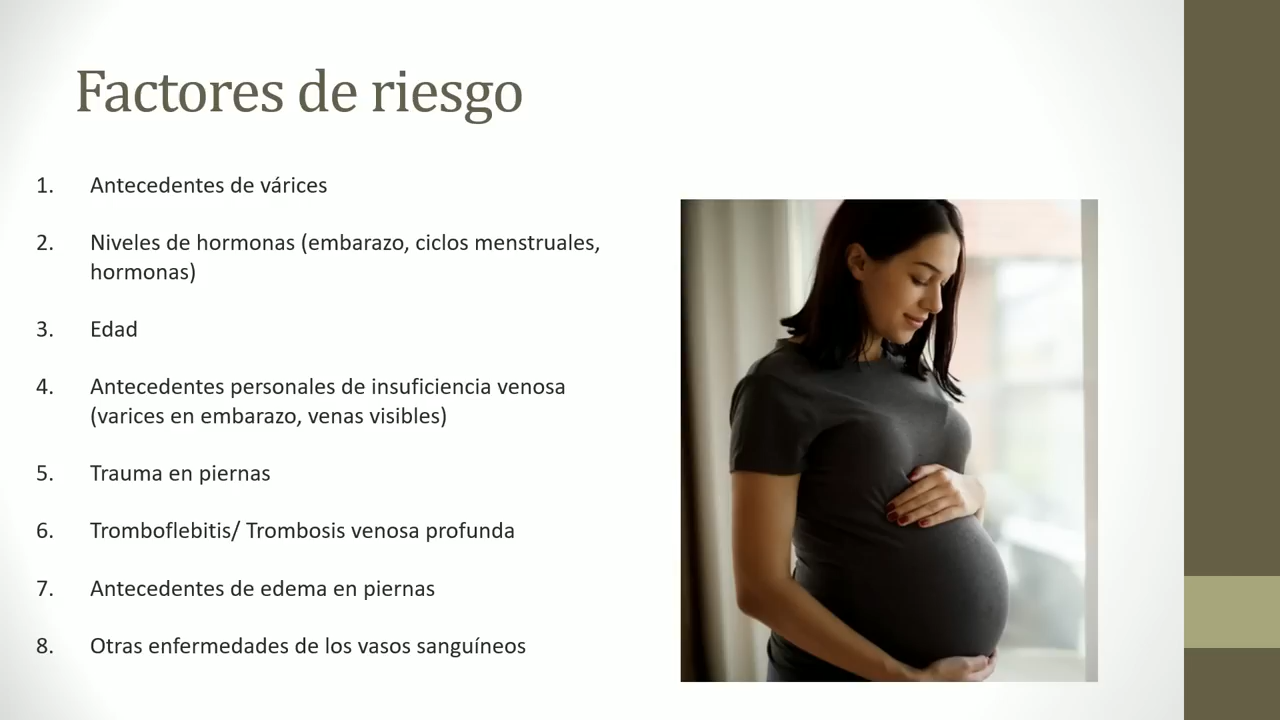 Factores de riesgo
1. Antecedentes de várices
2. Niveles de hormonas (embarazo, ciclos menstruales,
hormonas)
3. Edad
4. Antecedentes personales de insuficiencia venosa
(varices en embarazo, venas visibles)
5. Trauma en piernas
6. Tromboflebitis/ Trombosis venosa profunda
7. Antecedentes de edema en piernas
8. Otras enfermedades de los vasos sanguíneos